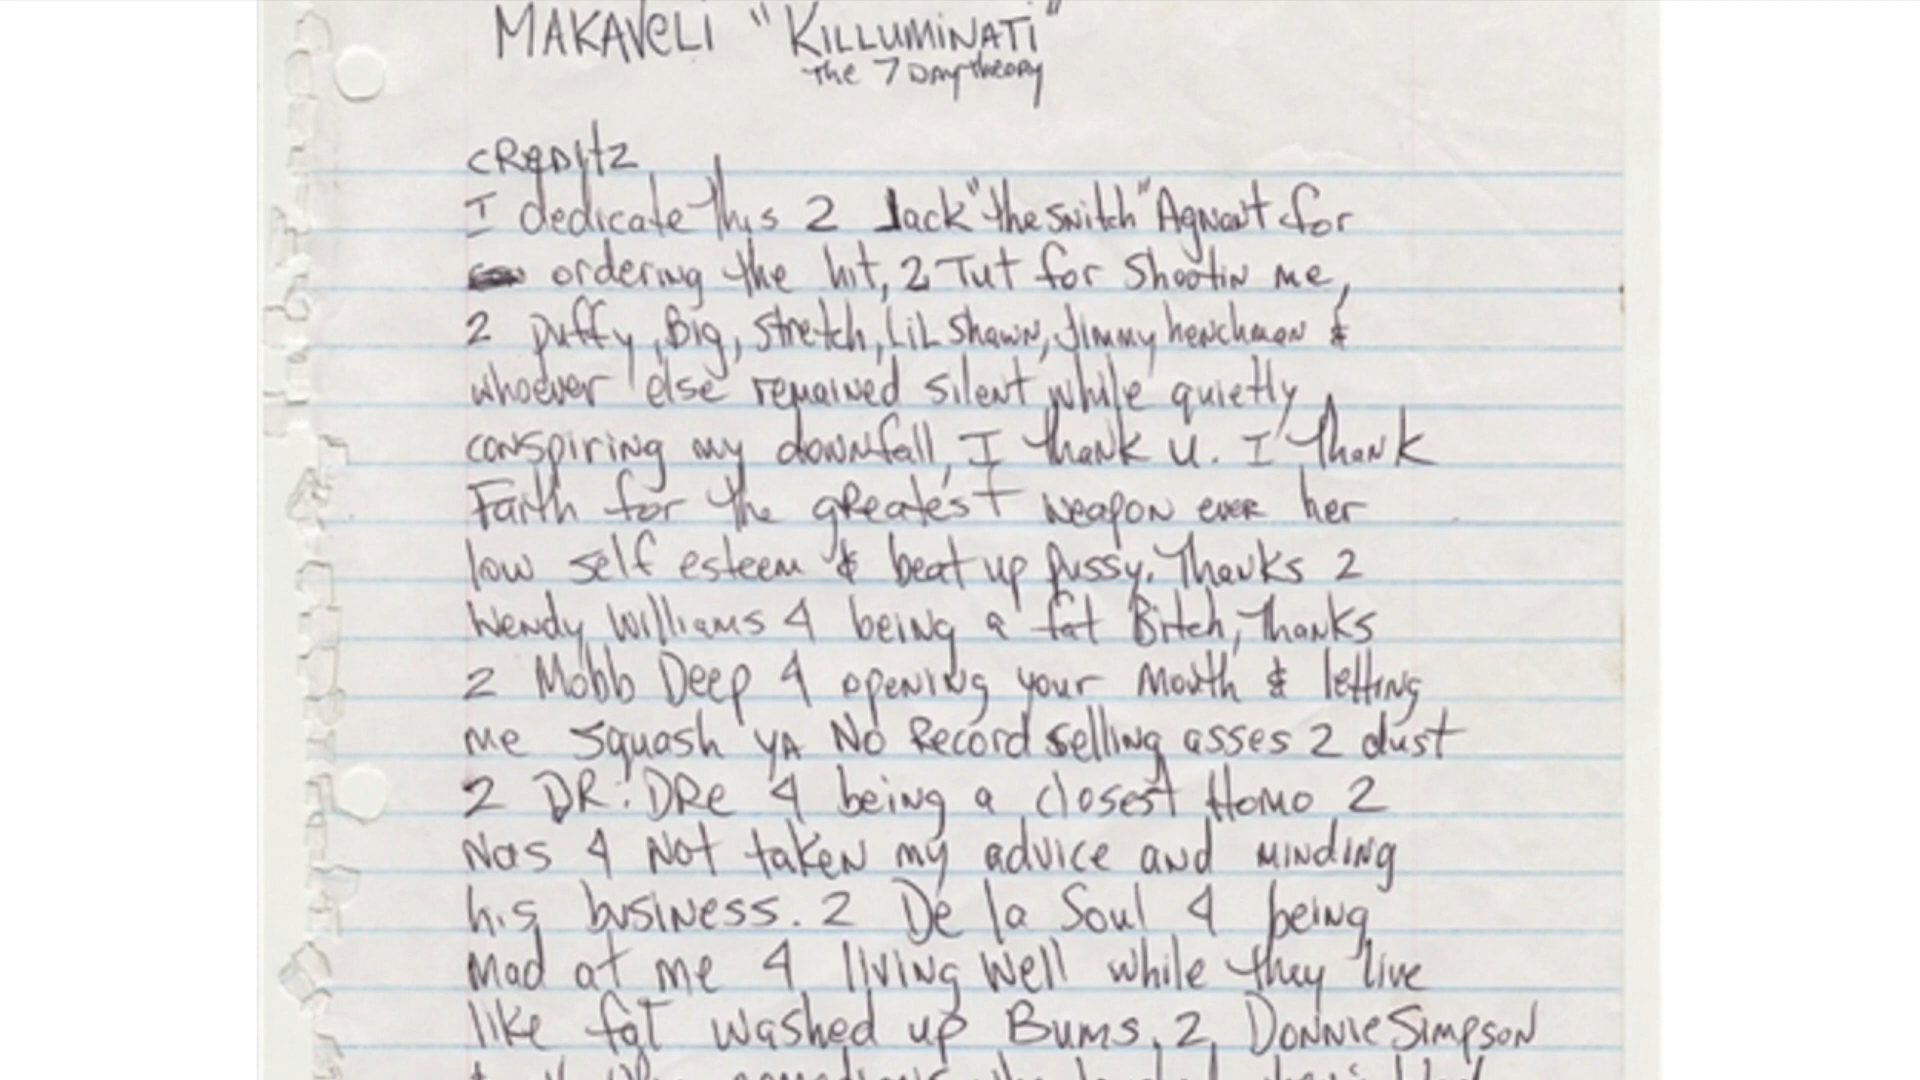 MAKAVELI "KILLUMINATI"
The 7 Day Theory
CREDITZ
I dedicate this 2 Jack "the snitch" Agnant for
ordering the hit, 2 Tut for Shootin me,
2 puffy, Big, Stretch, LiL Shawn, Jimmy henchman &
whoever else remained silent while quietly
conspiring my downfall, I thank u. I thank
Faith for the greatest weapon ever her
low self esteem & beat up pussy. Thanks 2
Wendy Williams 4 being a fat Bitch, Thanks
2 Mobb Deep 4 opening your mouth & letting
me squash ya No Record selling asses 2 dust
2 DR. DRe 4 being a closest Homo 2
Nas 4 Not taken my advice and minding
his business. 2 De la Soul 4 being
mad at me 4 living well while they live
like fat washed up Bums, 2 Donnie Simpson